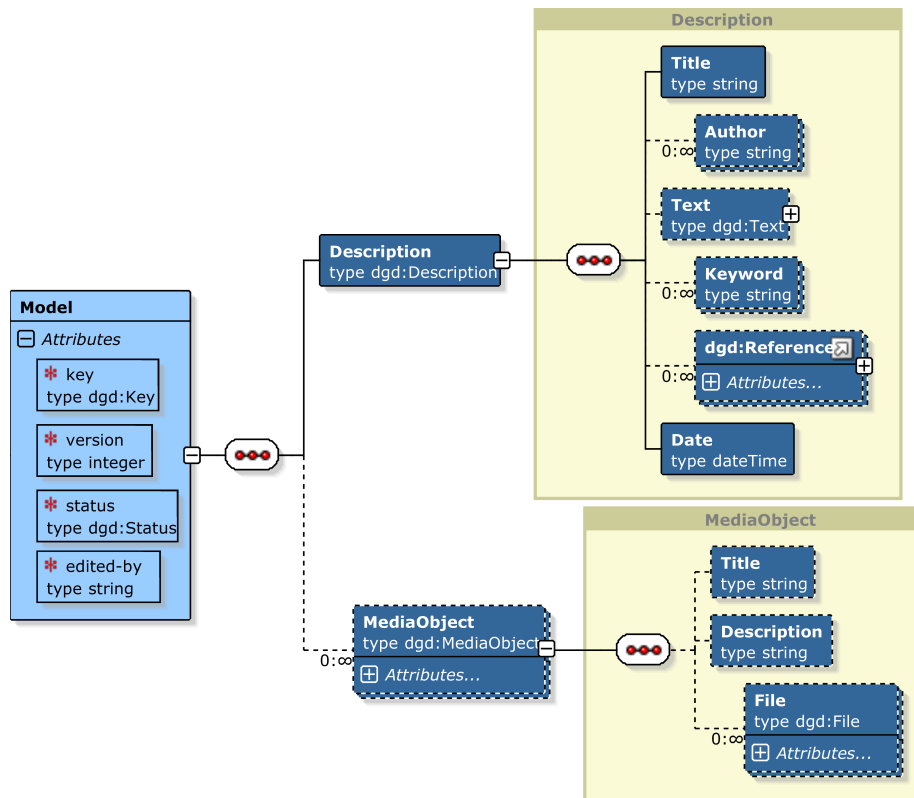 Description
Title
type string
Author
0:∞ type string
Text
type dgd:Text
Description
type dgd:Description
Keyword
0:∞ type string
Model
Attributes
key
type dgd:Key
version
type integer
status
type dgd:Status
edited-by
type string
dgd:Reference
0:∞ Attributes...
Date
type dateTime
MediaObject
Title
type string
MediaObject
type dgd:MediaObject
0:∞ Attributes...
Description
type string
File
type dgd:File
0:∞ Attributes...